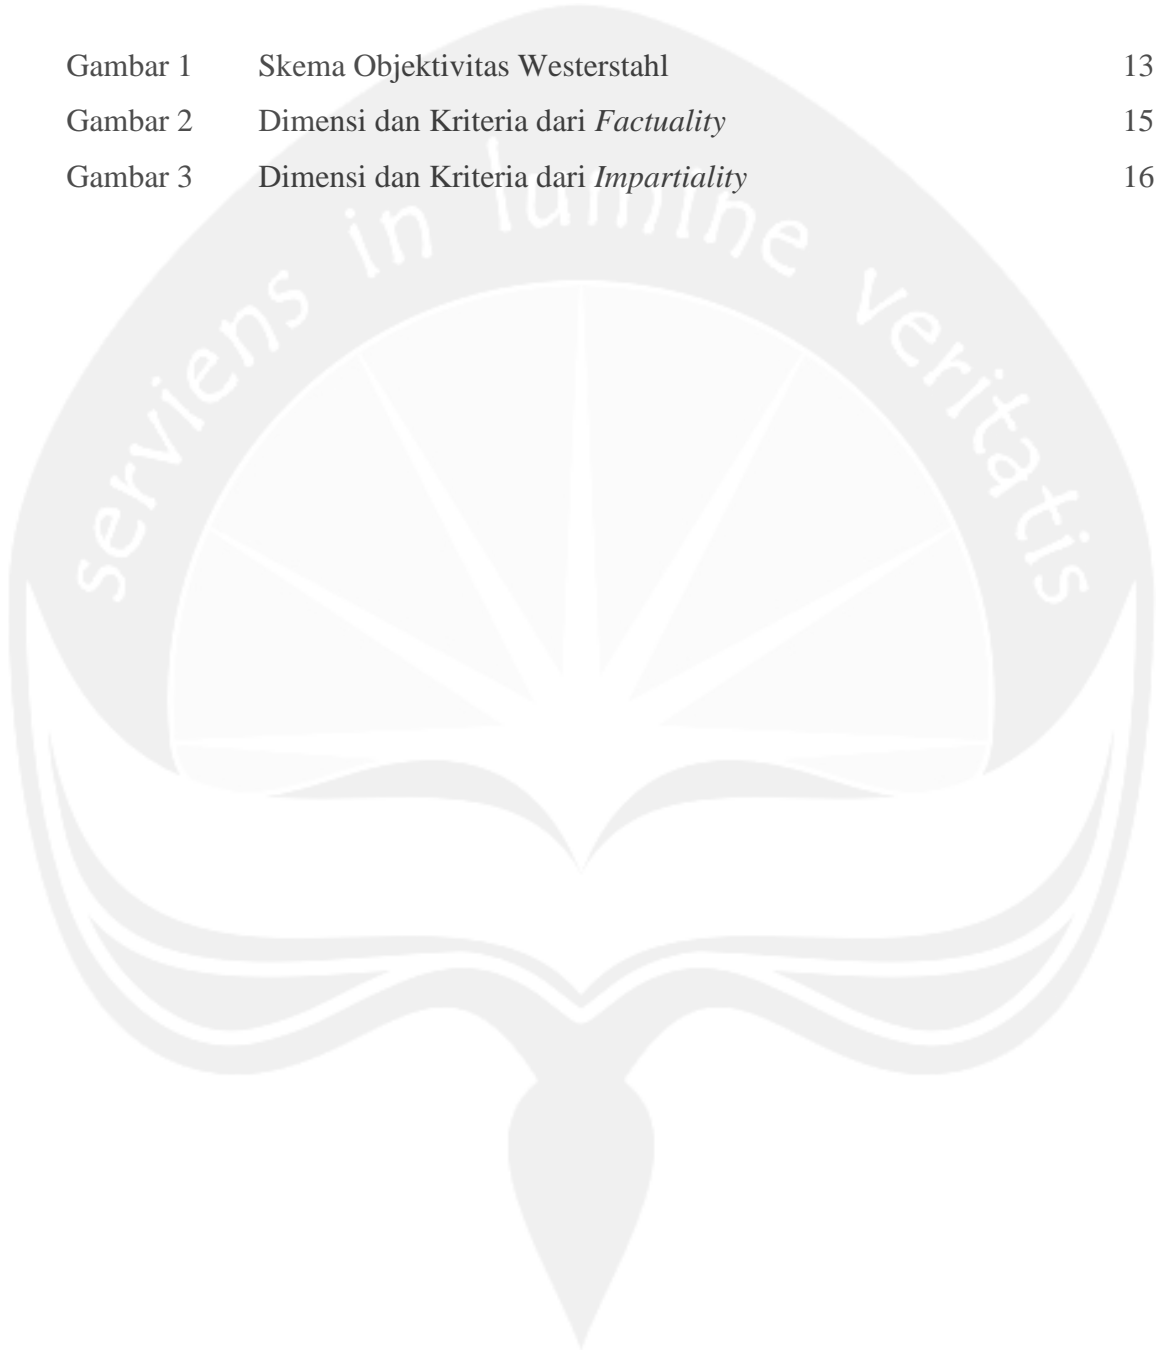 Gambar 1 Skema Objektivitas Westerstahl 13
Gambar 2 Dimensi dan Kriteria dari Factuality 15
Gambar 3 Dimensi dan Kriteria dari Impartiality 16
serviens in lumine veritatis